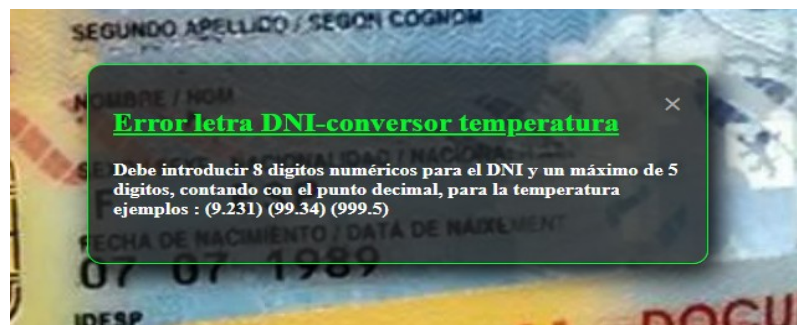 SEGUNDO APELLIDO / SEGON COGNOM
NOMBRE / NOM
×
Error letra DNI-conversor temperatura
Debe introducir 8 digitos numéricos para el DNI y un máximo de 5
digitos, contando con el punto decimal, para la temperatura
ejemplos : (9.231) (99.34) (999.5)
FECHA DE NACIMIENTO / DATA DE NAIXEMENT
07 07 1989
IDESP
DOCU